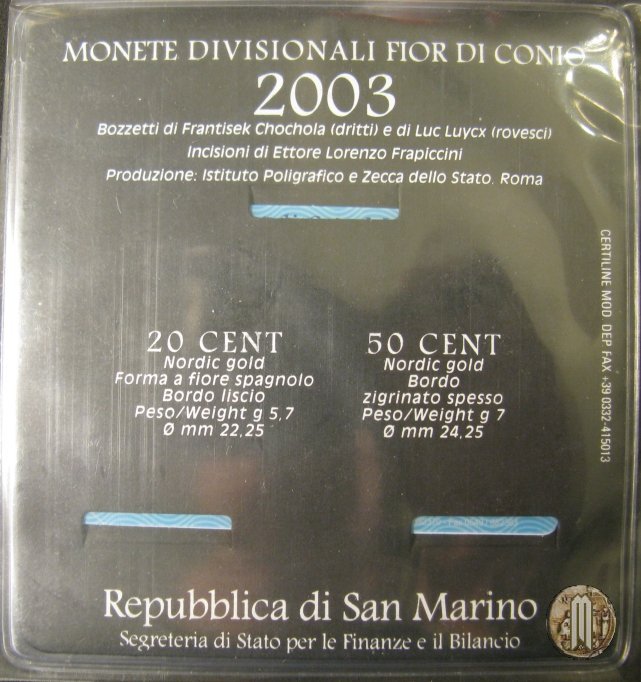 MONETE DIVISIONALI FIOR DI CONIO
2003
Bozzetti di Frantisek Chochola (dritti) e di Luc Luycx (rovesci)
Incisioni di Ettore Lorenzo Frapiccini
Produzione: Istituto Poligrafico e Zecca dello Stato. Roma
20 CENT
Nordic gold
Forma a fiore spagnolo
Bordo liscio
Peso/Weight g 5,7
Ø mm 22,25
50 CENT
Nordic gold
Bordo
zigrinato spesso
Peso/Weight g 7
Ø mm 24,25
CERTILINE MOD DEP FAX +39 0332-415013
Repubblica di San Marino
Segreteria di Stato per le Finanze e il Bilancio
M